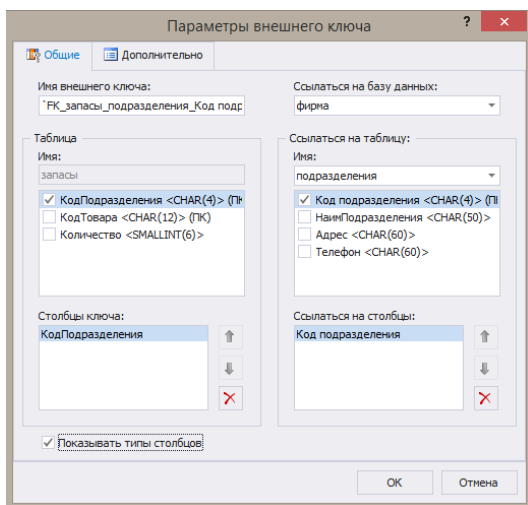 Параметры внешнего ключа
?
Общие
Дополнительно
Имя внешнего ключа:
`FK_запасы_подразделения_Код подр
Ссылаться на базу данных:
фирма
Таблица
Имя:
запасы
КодПодразделения <CHAR(4)> (ПК
КодТовара <CHAR(12)> (ПК)
Количество <SMALLINT(6)>
Столбцы ключа:
КодПодразделения
Ссылаться на таблицу:
Имя:
подразделения
Код подразделения <CHAR(4)> (ПІ
НаимПодразделения <CHAR(50)>
Адрес <CHAR(60)>
Телефон <CHAR(60)>
Ссылаться на столбцы:
Код подразделения
Показывать типы столбцов
OK
Отмена